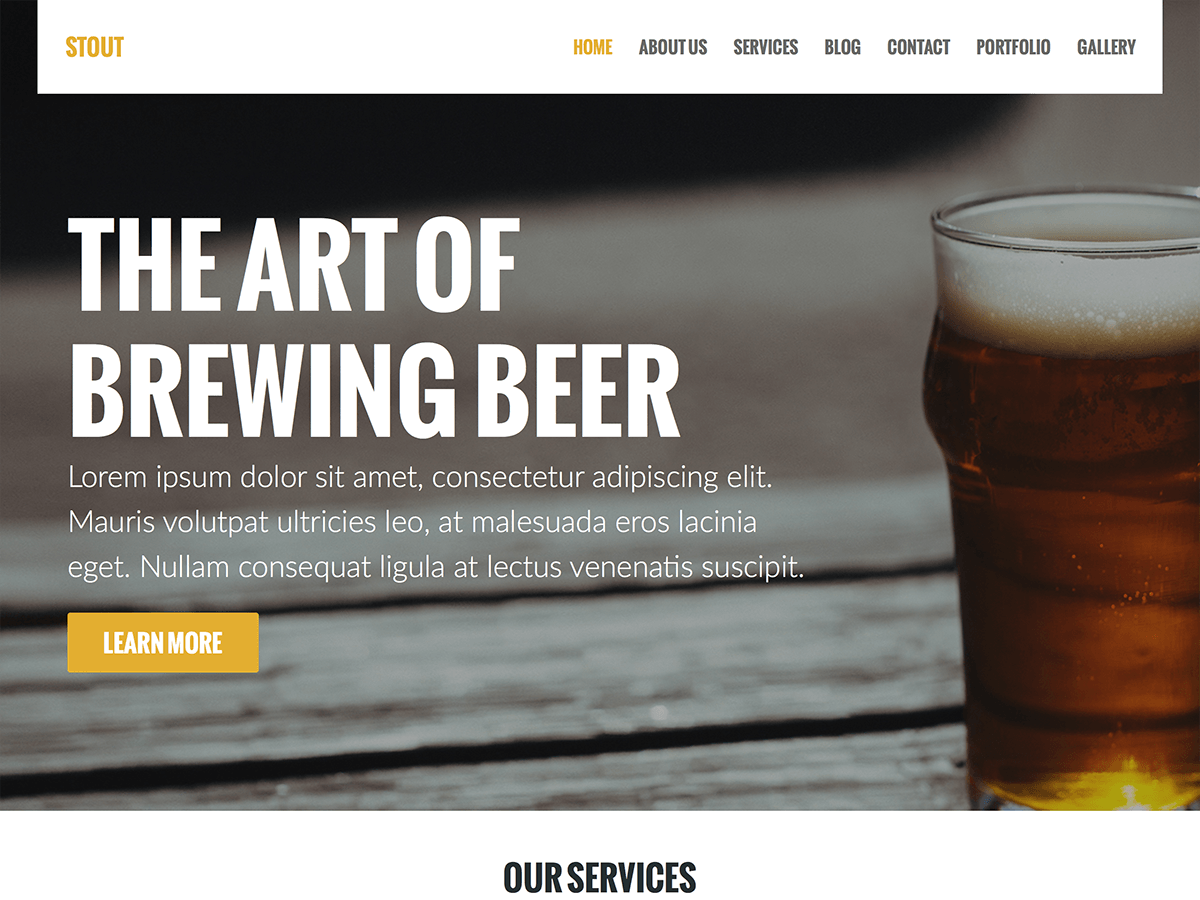 STOUT
HOME ABOUT US SERVICES BLOG CONTACT PORTFOLIO GALLERY
THE ART OF
BREWING BEER
Lorem ipsum dolor sit amet, consectetur adipiscing elit.
Mauris volutpat ultricies leo, at malesuada eros lacinia
eget. Nullam consequat ligula at lectus venenatis suscipit.
LEARN MORE
OUR SERVICES